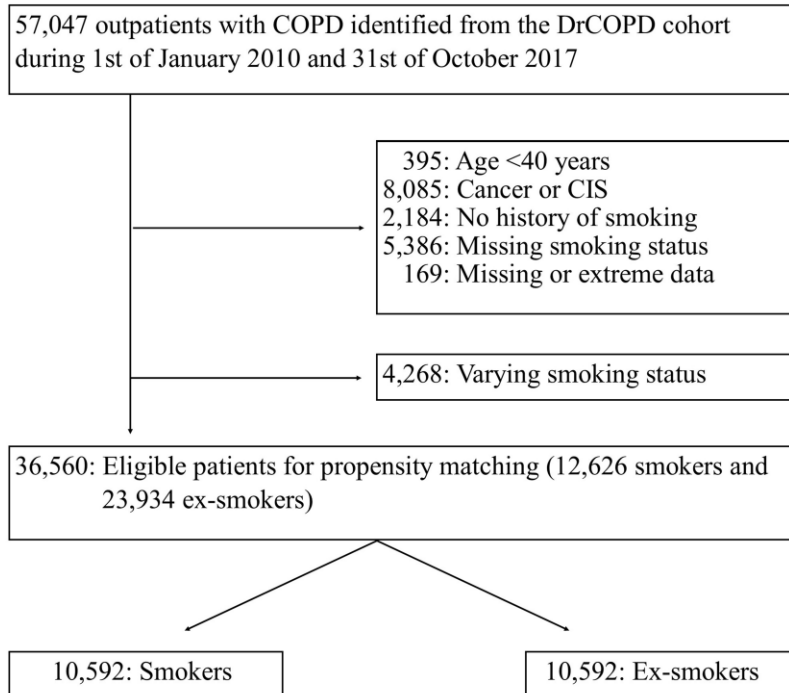 57,047 outpatients with COPD identified from the DrCOPD cohort
during 1st of January 2010 and 31st of October 2017
395: Age <40 years
8,085: Cancer or CIS
2,184: No history of smoking
5,386: Missing smoking status
169: Missing or extreme data
4,268: Varying smoking status
36,560: Eligible patients for propensity matching (12,626 smokers and
23,934 ex-smokers)
10,592: Smokers
10,592: Ex-smokers